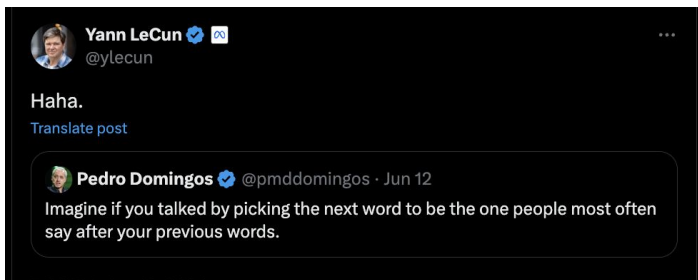 Yann LeCun
@ylecun
Haha.
Translate post
Pedro Domingos @pmddomingos · Jun 12
Imagine if you talked by picking the next word to be the one people most often
say after your previous words.